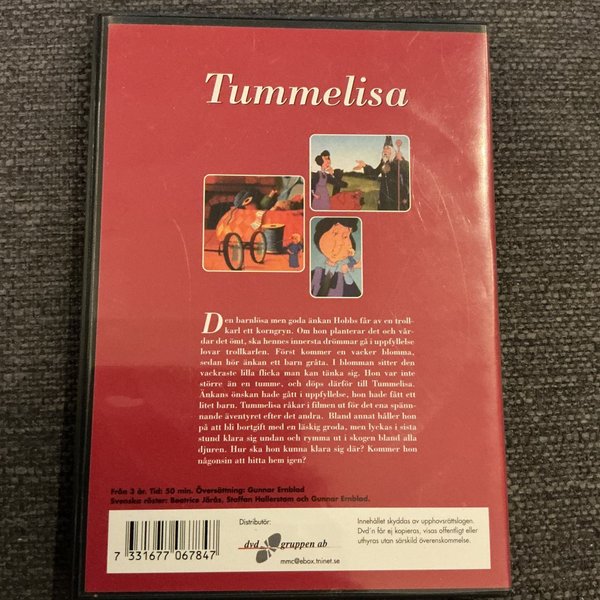 Tummelisa
Den barnlösa men goda änkan Hobbs får av en troll-
karl ett korngryn. Om hon planterar det och vår-
dar det ömt, ska hennes innersta drömmar gå i uppfyllelse
lovar trollkarlen. Först kommer en vacker blomma,
sedan hör änkan ett barn gråta. I blomman sitter den
vackraste lilla flicka man kan tänka sig. Hon var inte
större än en tumme, och döps därför till Tummelisa.
Änkans önskan hade gått i uppfyllelse, hon hade fått ett
litet barn. Tummelisa råkar i filmen ut för det ena spänn-
nande äventyret efter det andra. Bland annat håller hon
på att bli bortgift med en läskig groda, men lyckas i sista
stund klara sig undan och rymma ut i skogen bland alla
djuren. Hur ska hon kunna klara sig där? Kommer hon
någonsin att hitta hem igen?
Från 3 år. Tid: 50 min. Översättning: Gunnar Ernblad
Svenska röster: Beatrice Järås, Staffan Hallerstam och Gunnar Ernblad.
7 331677 067847
Distributör:
dvd gruppen ab
mmc@ebox.tninet.se
Innehållet skyddas av upphovsrättslagen.
Dvd'n får ej kopieras, visas offentligt eller
uthyras utan särskild överenskommelse.